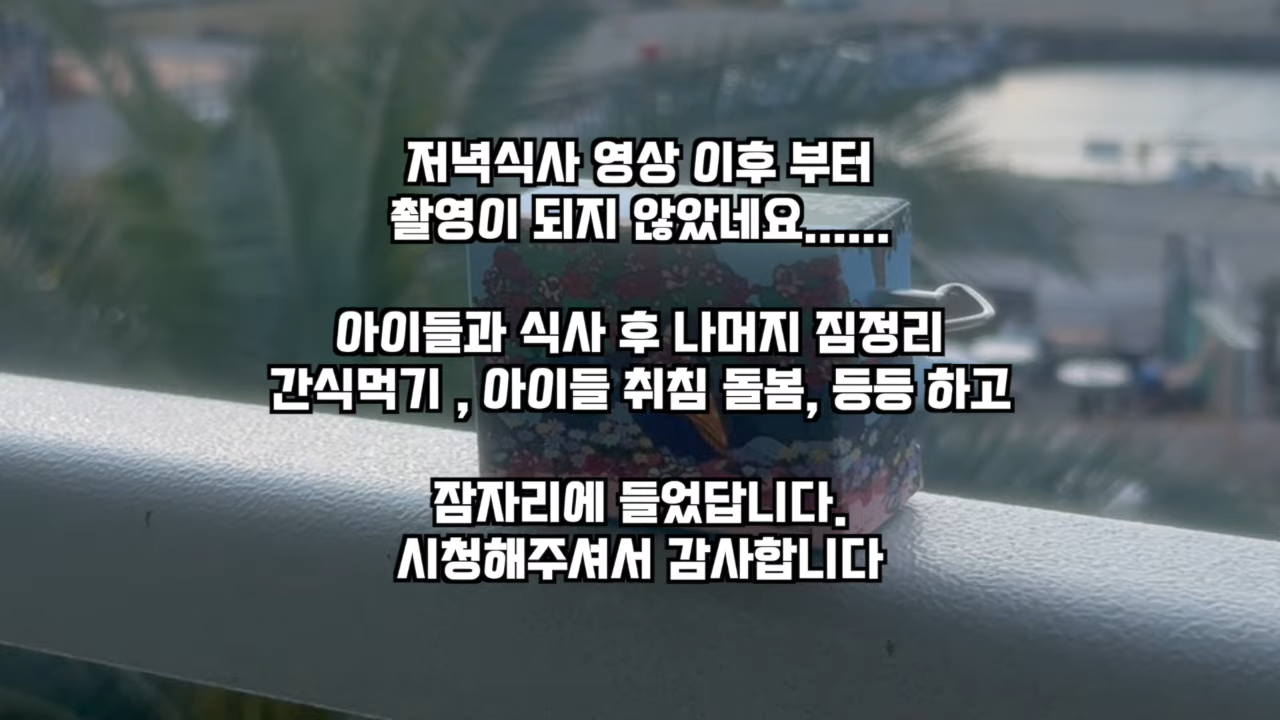 저녁식사 영상 이후 부터
촬영이 되지 않았네요......
아이들과 식사 후 나머지 짐정리
간식먹기 , 아이들 취침 돌봄, 등등 하고
잠자리에 들었답니다.
시청해주셔서 감사합니다